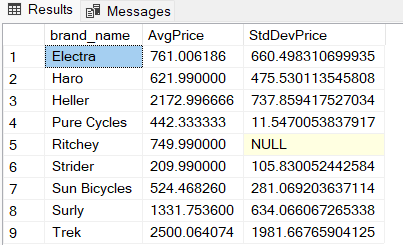 Results Messages
brand_name AvgPrice StdDevPrice
1 Electra 761.006186 660.498310699935
2 Haro 621.990000 475.530113545808
3 Heller 2172.996666 737.859417527034
4 Pure Cycles 442.333333 11.5470053837917
5 Ritchey 749.990000 NULL
6 Strider 209.990000 105.830052442584
7 Sun Bicycles 524.468260 281.069203637114
8 Surly 1331.753600 634.066067265338
9 Trek 2500.064074 1981.66765904125